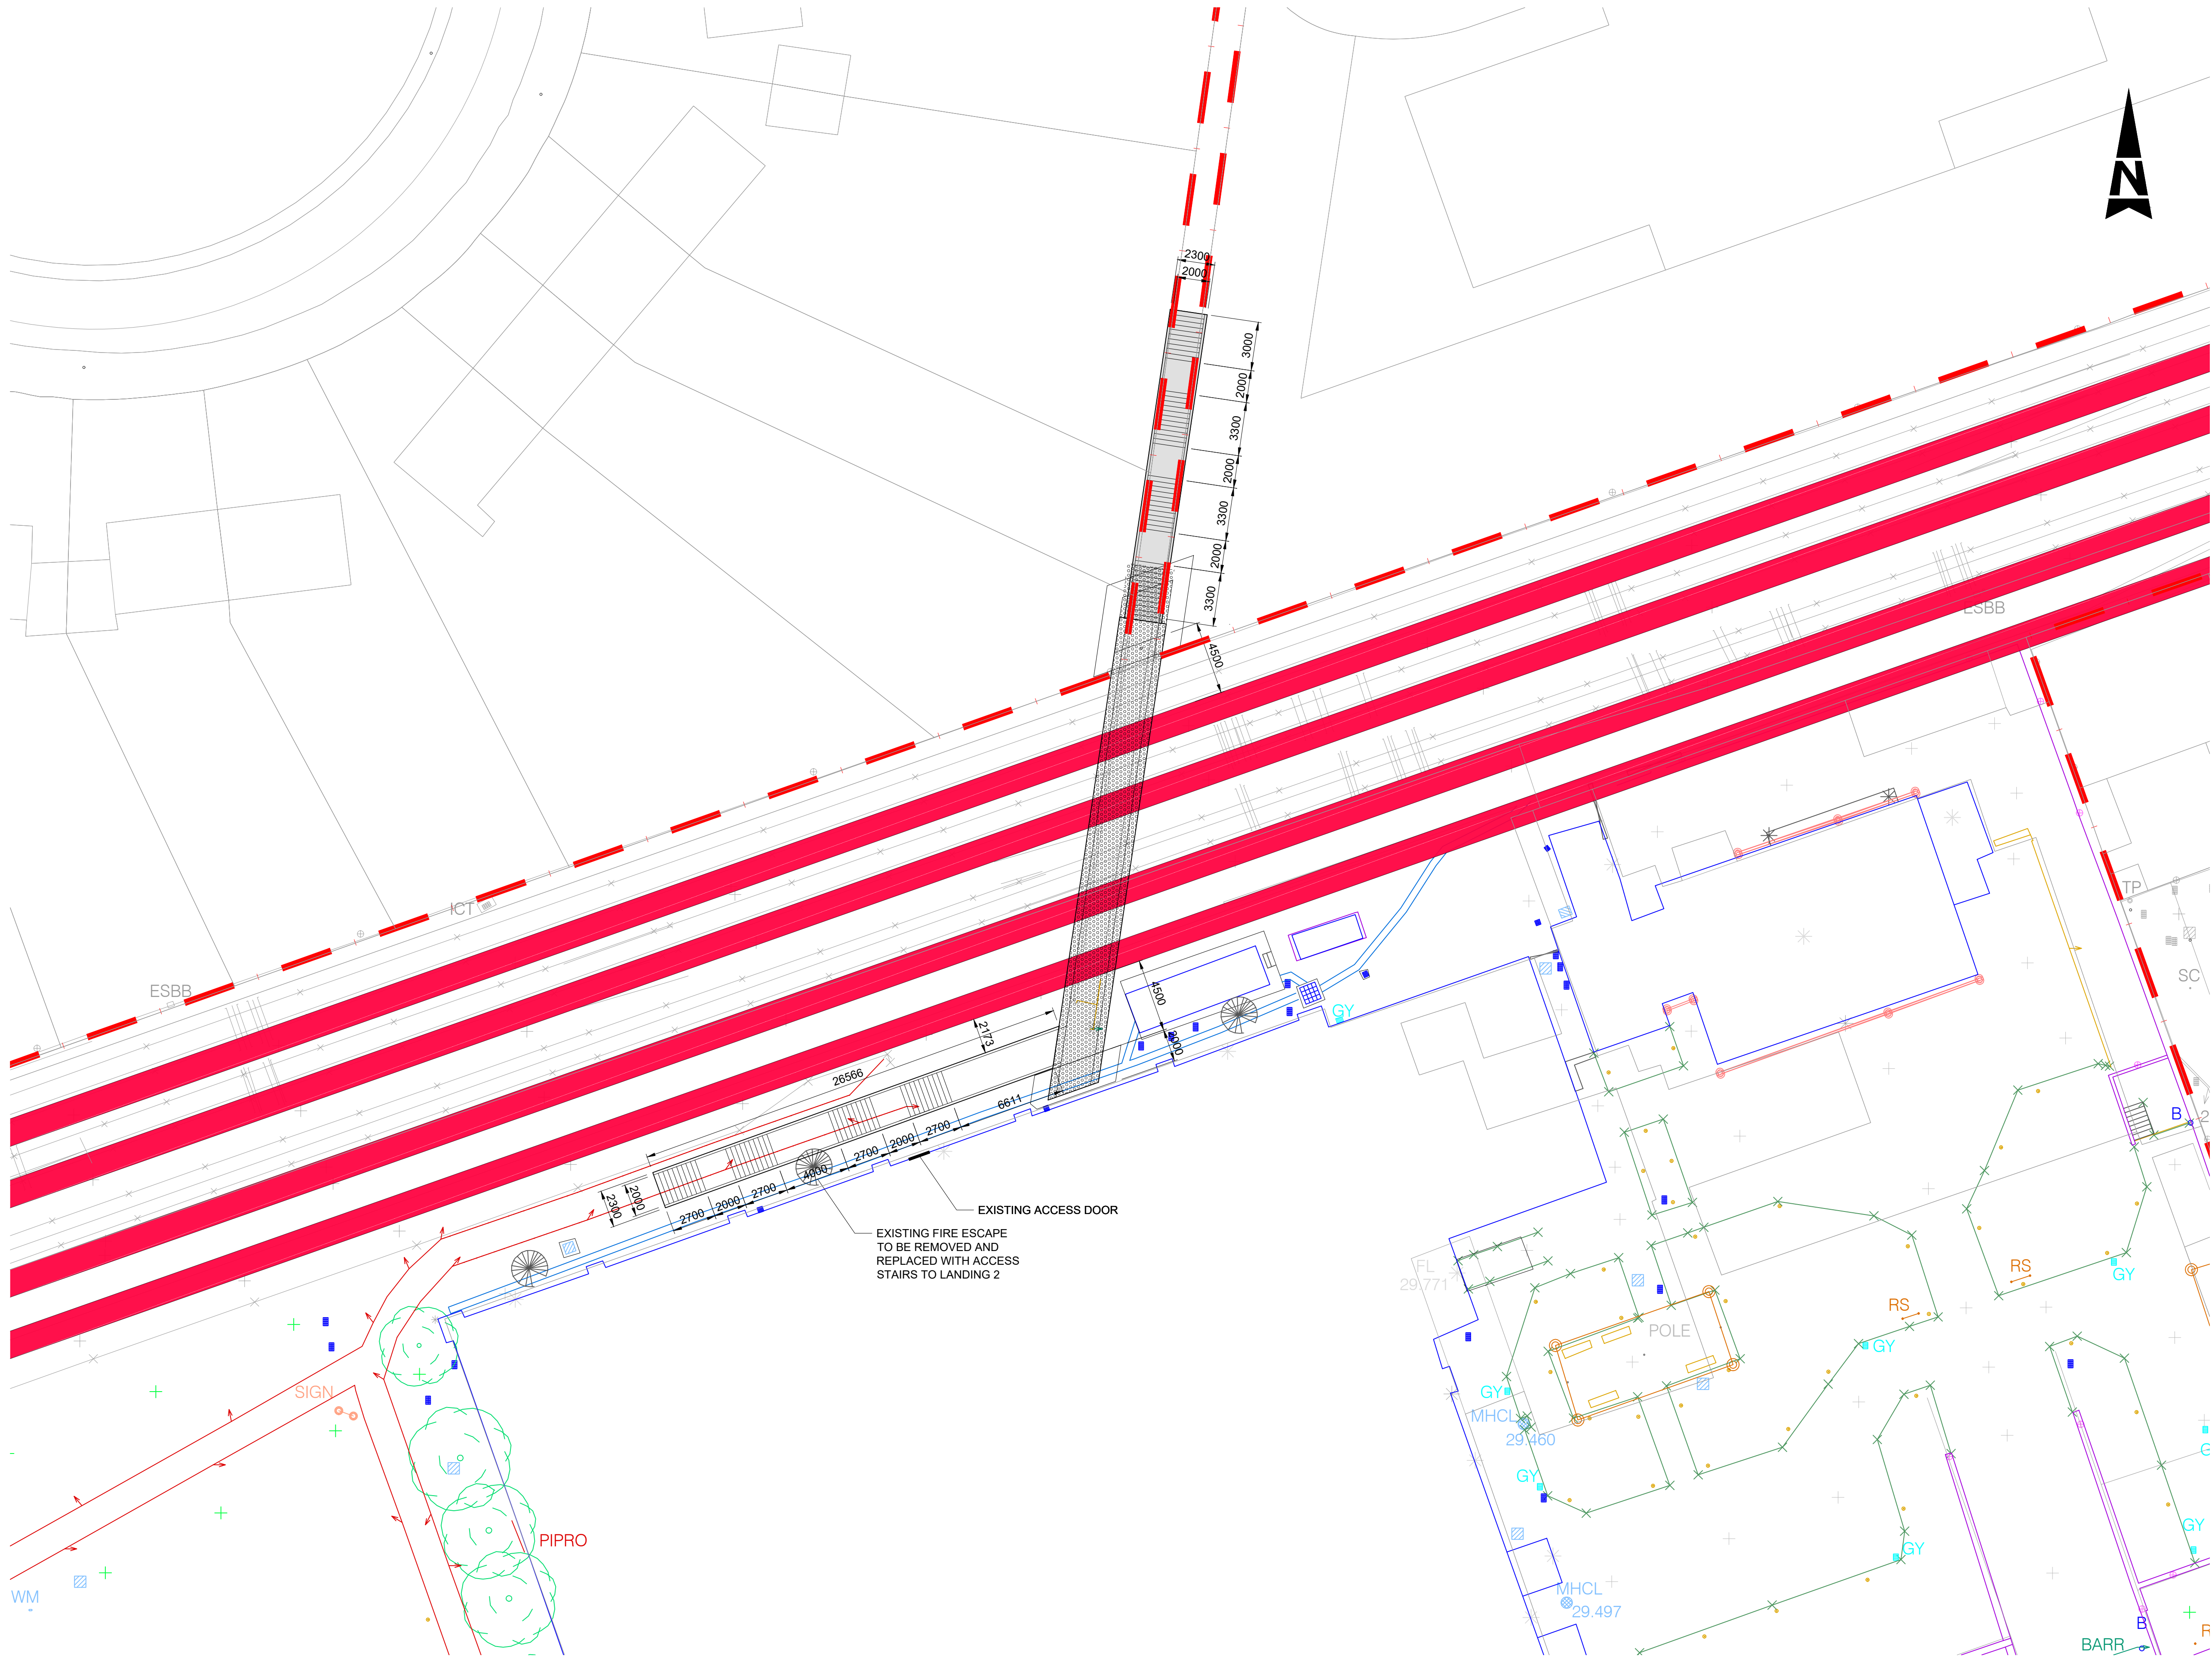 N
2300
2000
3000
2000
3300
2000
3300
2000
3300
4500
ESBB
ICT
ESBB
TP
SC
GY
4500
2000
2173
26566
6611
2700
2000
2700
4000
2700
2000
2700
2300
2000
B
EXISTING ACCESS DOOR
EXISTING FIRE ESCAPE
TO BE REMOVED AND
REPLACED WITH ACCESS
STAIRS TO LANDING 2
FL
29.771
RS
GY
RS
POLE
GY
SIGN
GY
MHCL
29.460
GY
PIPRO
GY
GY
WM
MHCL
29.497
B
BARR